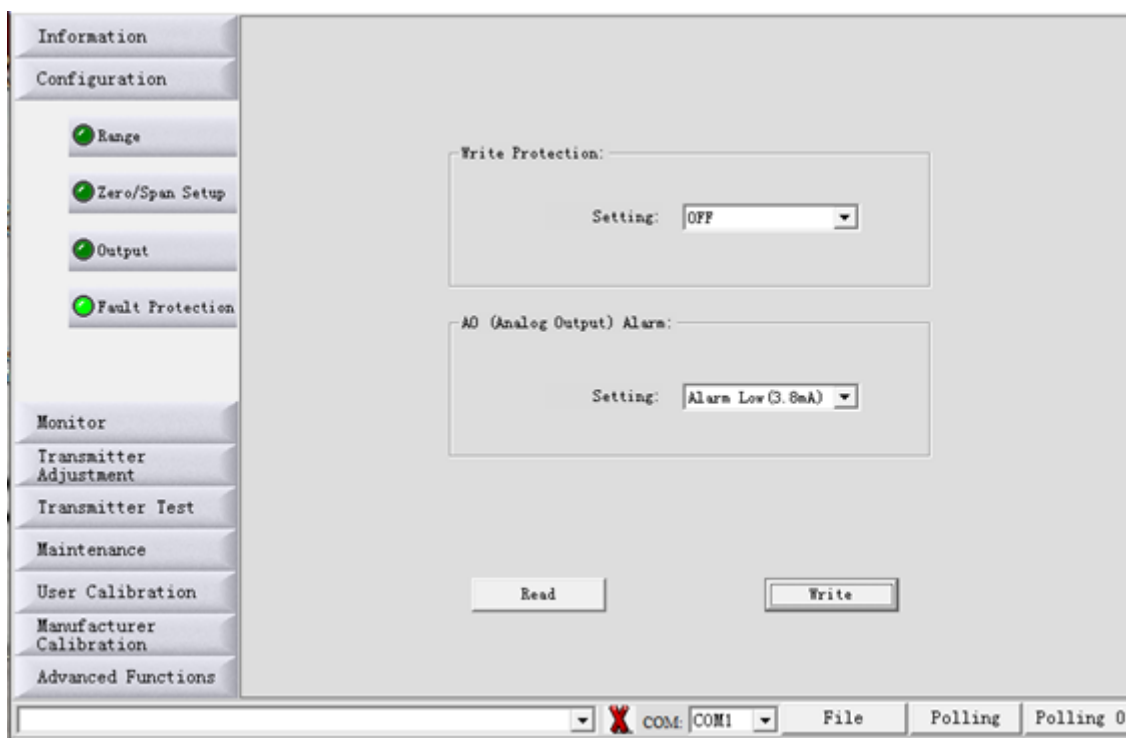 Information
Configuration
Range
Zero/Span Setup
Output
Fault Protection
Monitor
Transmitter
Adjustment
Transmitter Test
Maintenance
User Calibration
Manufacturer
Calibration
Advanced Functions
Write Protection:
Setting: OFF
AO (Analog Output) Alarm:
Setting: Alarm Low(3.8mA)
Read Write
COM: COM1 File Polling Polling 0